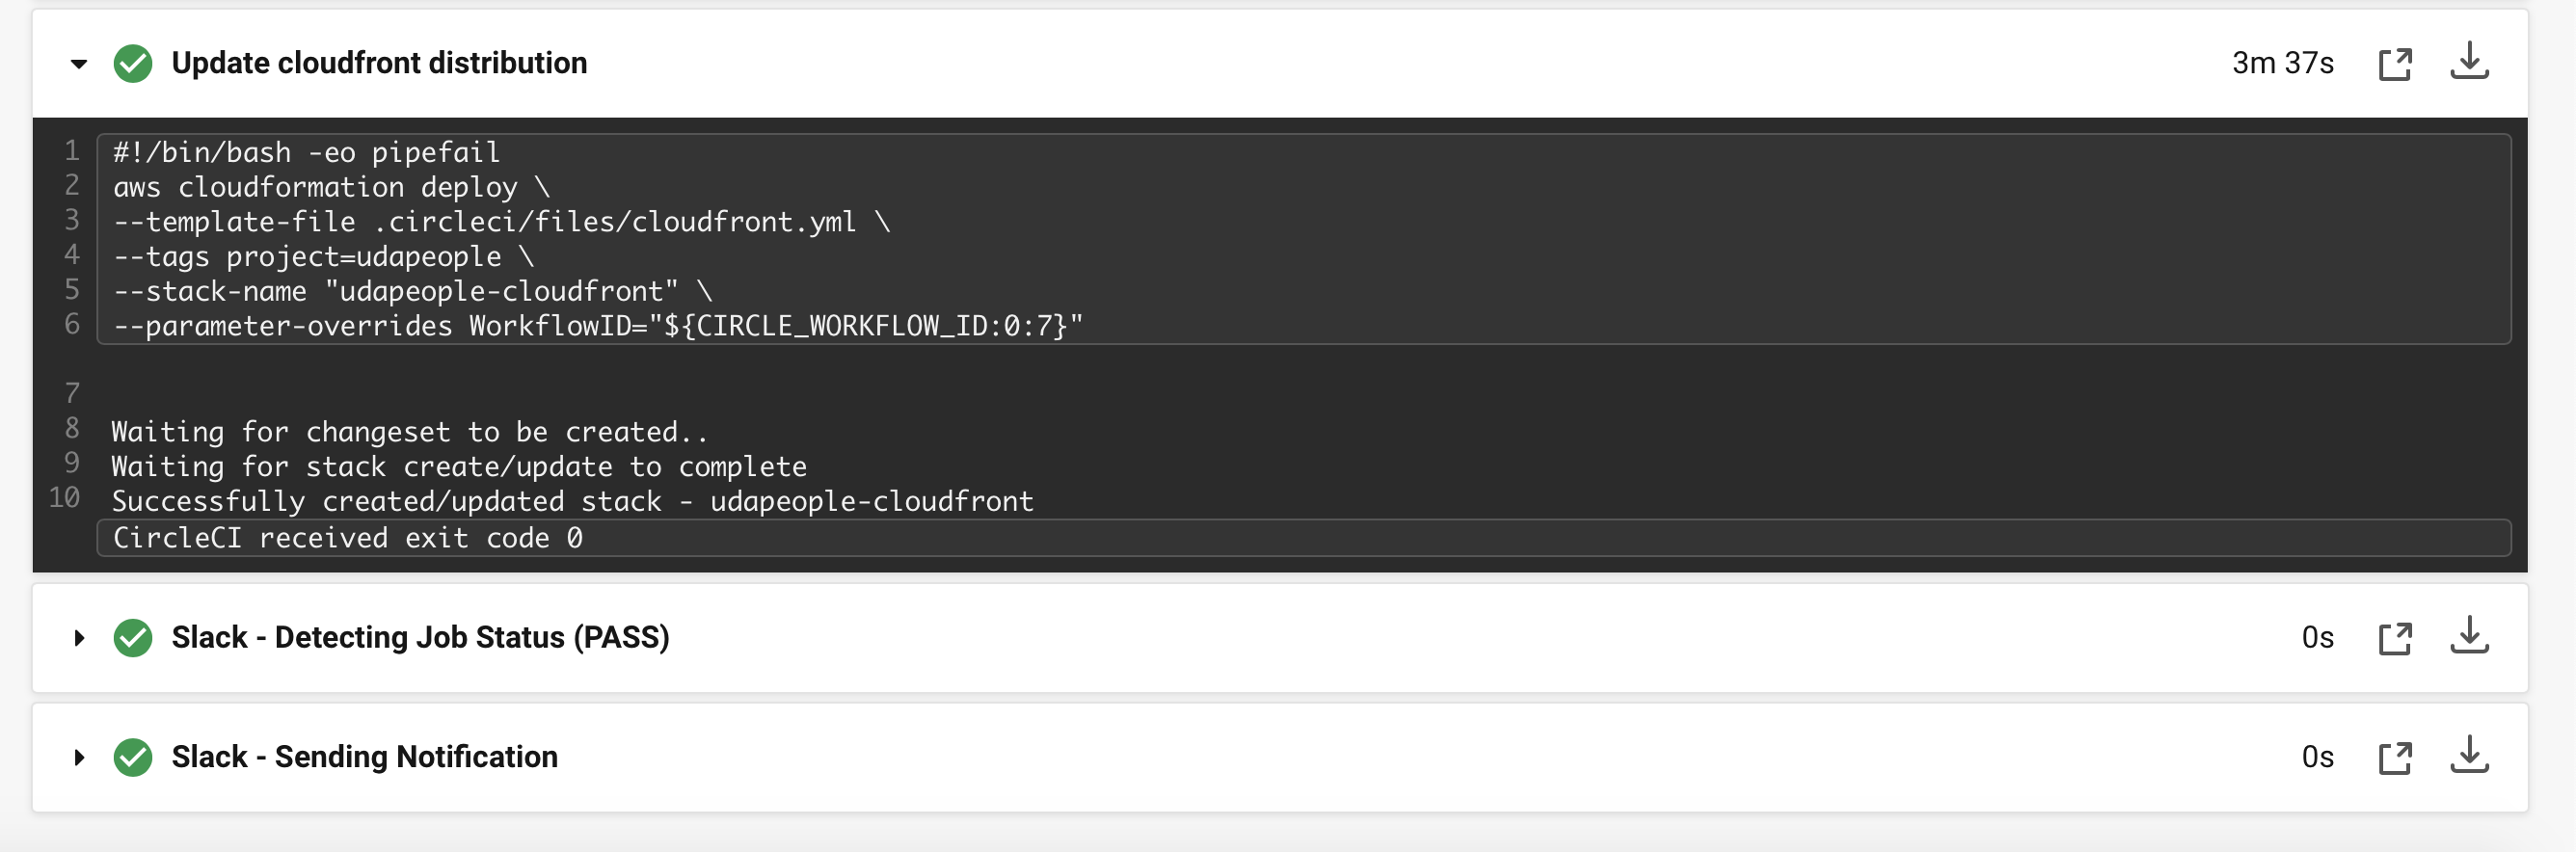 Update cloudfront distribution 3m 37s
1 #!/bin/bash -eo pipefail
2 aws cloudformation deploy \
3 --template-file .circleci/files/cloudfront.yml \
4 --tags project=udapeople \
5 --stack-name "udapeople-cloudfront" \
6 --parameter-overrides WorkflowID="${CIRCLE_WORKFLOW_ID:0:7}"
7
8 Waiting for changeset to be created..
9 Waiting for stack create/update to complete
10 Successfully created/updated stack - udapeople-cloudfront
CircleCI received exit code 0
Slack - Detecting Job Status (PASS) 0s
Slack - Sending Notification 0s